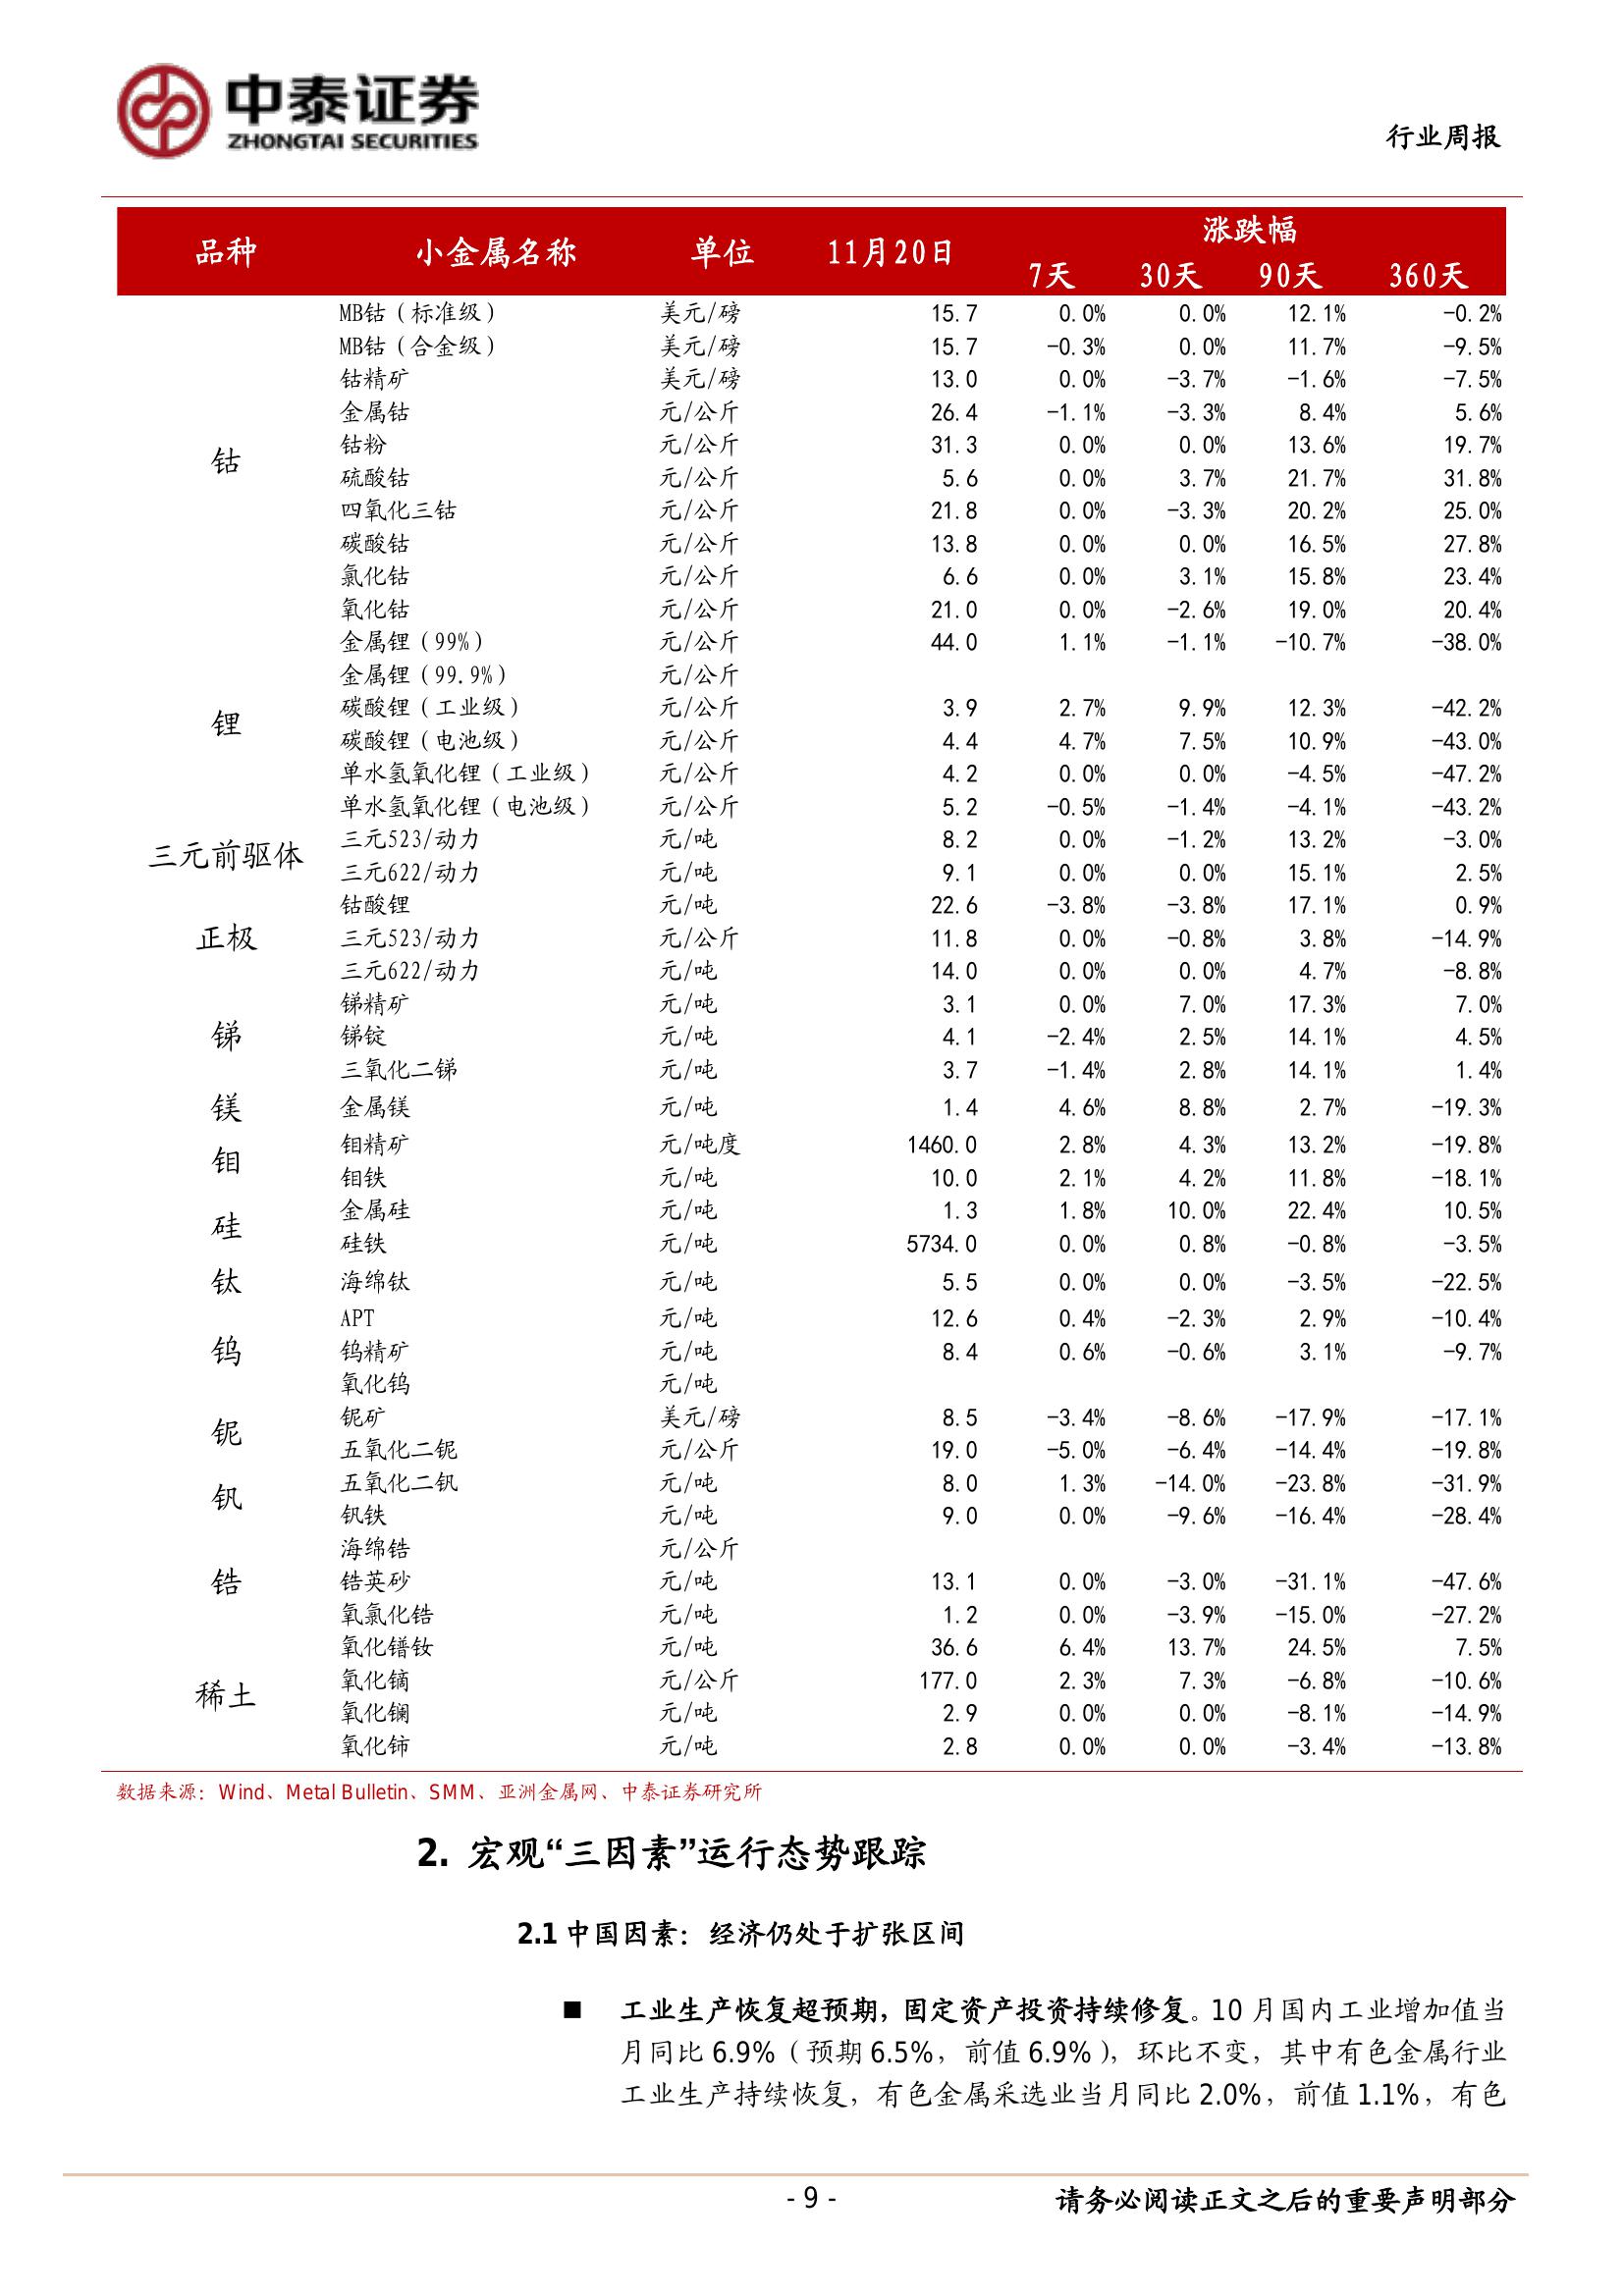 中泰证券
ZHONGTAI SECURITIES
行业周报
品种 小金属名称 单位 11月20日 涨跌幅
7天 30天 90天 360天
MB钴（标准级） 美元/磅 15.7 0.0% 0.0% 12.1% -0.2%
MB钴（合金级） 美元/磅 15.7 -0.3% 0.0% 11.7% -9.5%
钴精矿 美元/磅 13.0 0.0% -3.7% -1.6% -7.5%
金属钴 元/公斤 26.4 -1.1% -3.3% 8.4% 5.6%
钴 钴粉 元/公斤 31.3 0.0% 0.0% 13.6% 19.7%
硫酸钴 元/公斤 5.6 0.0% 3.7% 21.7% 31.8%
四氧化三钴 元/公斤 21.8 0.0% -3.3% 20.2% 25.0%
碳酸钴 元/公斤 13.8 0.0% 0.0% 16.5% 27.8%
氯化钴 元/公斤 6.6 0.0% 3.1% 15.8% 23.4%
氧化钴 元/公斤 21.0 0.0% -2.6% 19.0% 20.4%
金属锂（99%） 元/公斤 44.0 1.1% -1.1% -10.7% -38.0%
金属锂（99.9%） 元/公斤
锂 碳酸锂（工业级） 元/公斤 3.9 2.7% 9.9% 12.3% -42.2%
碳酸锂（电池级） 元/公斤 4.4 4.7% 7.5% 10.9% -43.0%
单水氢氧化锂（工业级） 元/公斤 4.2 0.0% 0.0% -4.5% -47.2%
单水氢氧化锂（电池级） 元/公斤 5.2 -0.5% -1.4% -4.1% -43.2%
三元前驱体 三元523/动力 元/吨 8.2 0.0% -1.2% 13.2% -3.0%
三元622/动力 元/吨 9.1 0.0% 0.0% 15.1% 2.5%
钴酸锂 元/吨 22.6 -3.8% -3.8% 17.1% 0.9%
正极 三元523/动力 元/公斤 11.8 0.0% -0.8% 3.8% -14.9%
三元622/动力 元/吨 14.0 0.0% 0.0% 4.7% -8.8%
锑精矿 元/吨 3.1 0.0% 7.0% 17.3% 7.0%
锑 锑锭 元/吨 4.1 -2.4% 2.5% 14.1% 4.5%
三氧化二锑 元/吨 3.7 -1.4% 2.8% 14.1% 1.4%
镁 金属镁 元/吨 1.4 4.6% 8.8% 2.7% -19.3%
钼 钼精矿 元/吨度 1460.0 2.8% 4.3% 13.2% -19.8%
钼铁 元/吨 10.0 2.1% 4.2% 11.8% -18.1%
硅 金属硅 元/吨 1.3 1.8% 10.0% 22.4% 10.5%
硅铁 元/吨 5734.0 0.0% 0.8% -0.8% -3.5%
钛 海绵钛 元/吨 5.5 0.0% 0.0% -3.5% -22.5%
APT 元/吨 12.6 0.4% -2.3% 2.9% -10.4%
钨 钨精矿 元/吨 8.4 0.6% -0.6% 3.1% -9.7%
氧化钨 元/吨
铌 铌矿 美元/磅 8.5 -3.4% -8.6% -17.9% -17.1%
五氧化二铌 元/公斤 19.0 -5.0% -6.4% -14.4% -19.8%
钒 五氧化二钒 元/吨 8.0 1.3% -14.0% -23.8% -31.9%
钒铁 元/吨 9.0 0.0% -9.6% -16.4% -28.4%
海绵锆 元/公斤
锆 锆英砂 元/吨 13.1 0.0% -3.0% -31.1% -47.6%
氧氯化锆 元/吨 1.2 0.0% -3.9% -15.0% -27.2%
氧化镨钕 元/吨 36.6 6.4% 13.7% 24.5% 7.5%
稀土 氧化镝 元/公斤 177.0 2.3% 7.3% -6.8% -10.6%
氧化镧 元/吨 2.9 0.0% 0.0% -8.1% -14.9%
氧化铈 元/吨 2.8 0.0% 0.0% -3.4% -13.8%
数据来源：Wind、Metal Bulletin、SMM、亚洲金属网、中泰证券研究所
2. 宏观“三因素”运行态势跟踪
2.1 中国因素：经济仍处于扩张区间
■ 工业生产恢复超预期，固定资产投资持续修复。10 月国内工业增加值当
月同比 6.9%（预期 6.5%，前值 6.9%），环比不变，其中有色金属行业
工业生产持续恢复，有色金属采选业当月同比 2.0%，前值 1.1%，有色
- 9 -
请务必阅读正文之后的重要声明部分